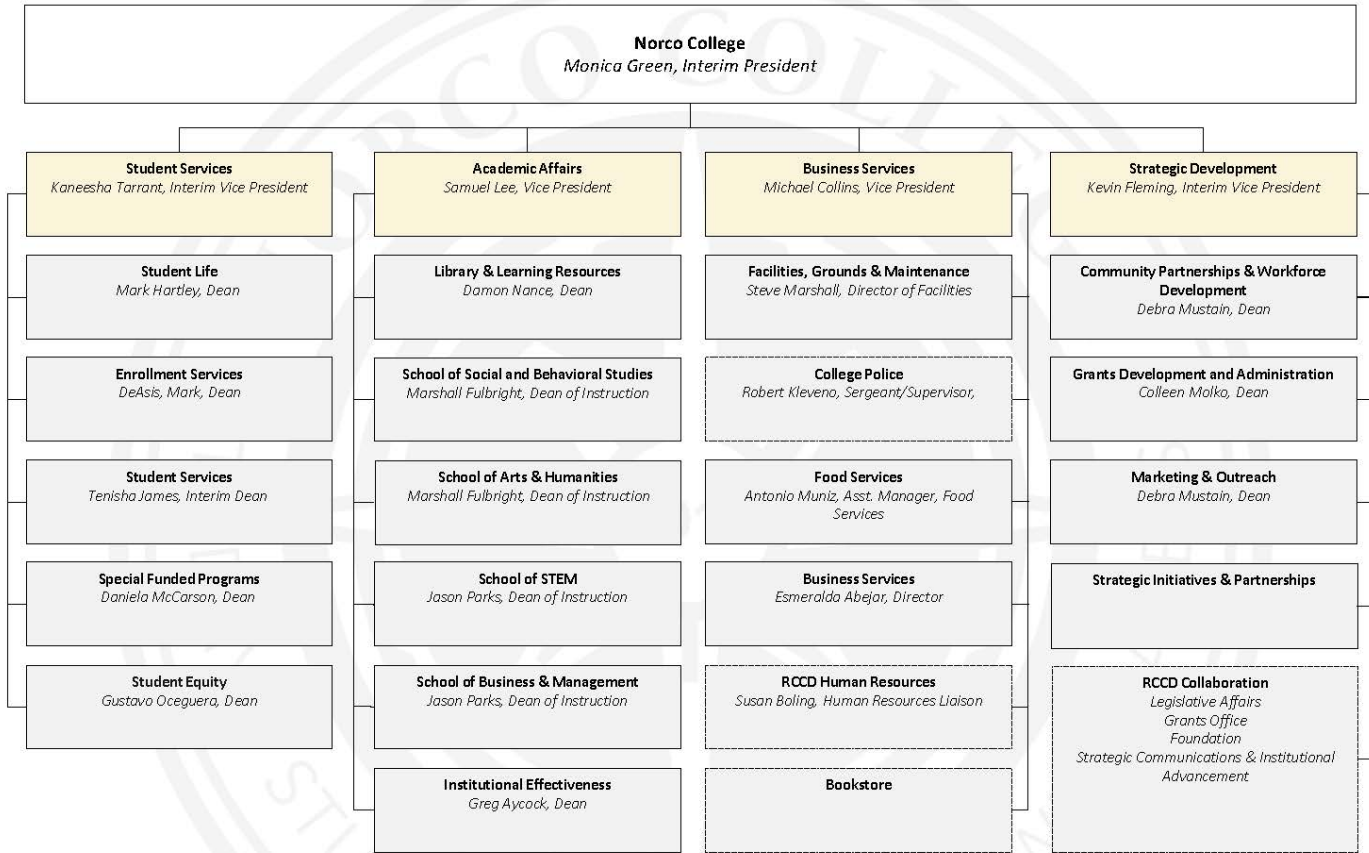 Norco College
Monica Green, Interim President
Student Services
Kaneesha Tarrant, Interim Vice President
Student Life
Mark Hartley, Dean
Enrollment Services
DeAsis, Mark, Dean
Student Services
Tenisha James, Interim Dean
Special Funded Programs
Daniela McCarson, Dean
Student Equity
Gustavo Oceguera, Dean
Academic Affairs
Samuel Lee, Vice President
Library & Learning Resources
Damon Nance, Dean
School of Social and Behavioral Studies
Marshall Fulbright, Dean of Instruction
School of Arts & Humanities
Marshall Fulbright, Dean of Instruction
School of STEM
Jason Parks, Dean of Instruction
School of Business & Management
Jason Parks, Dean of Instruction
Institutional Effectiveness
Greg Aycock, Dean
Business Services
Michael Collins, Vice President
Facilities, Grounds & Maintenance
Steve Marshall, Director of Facilities
College Police
Robert Kleveno, Sergeant/Supervisor,
Food Services
Antonio Muniz, Asst. Manager, Food
Services
Business Services
Esmeralda Abejar, Director
RCCD Human Resources
Susan Boling, Human Resources Liaison
Bookstore
Strategic Development
Kevin Fleming, Interim Vice President
Community Partnerships & Workforce
Development
Debra Mustain, Dean
Grants Development and Administration
Colleen Molko, Dean
Marketing & Outreach
Debra Mustain, Dean
Strategic Initiatives & Partnerships
RCCD Collaboration
Legislative Affairs
Grants Office
Foundation
Strategic Communications & Institutional
Advancement